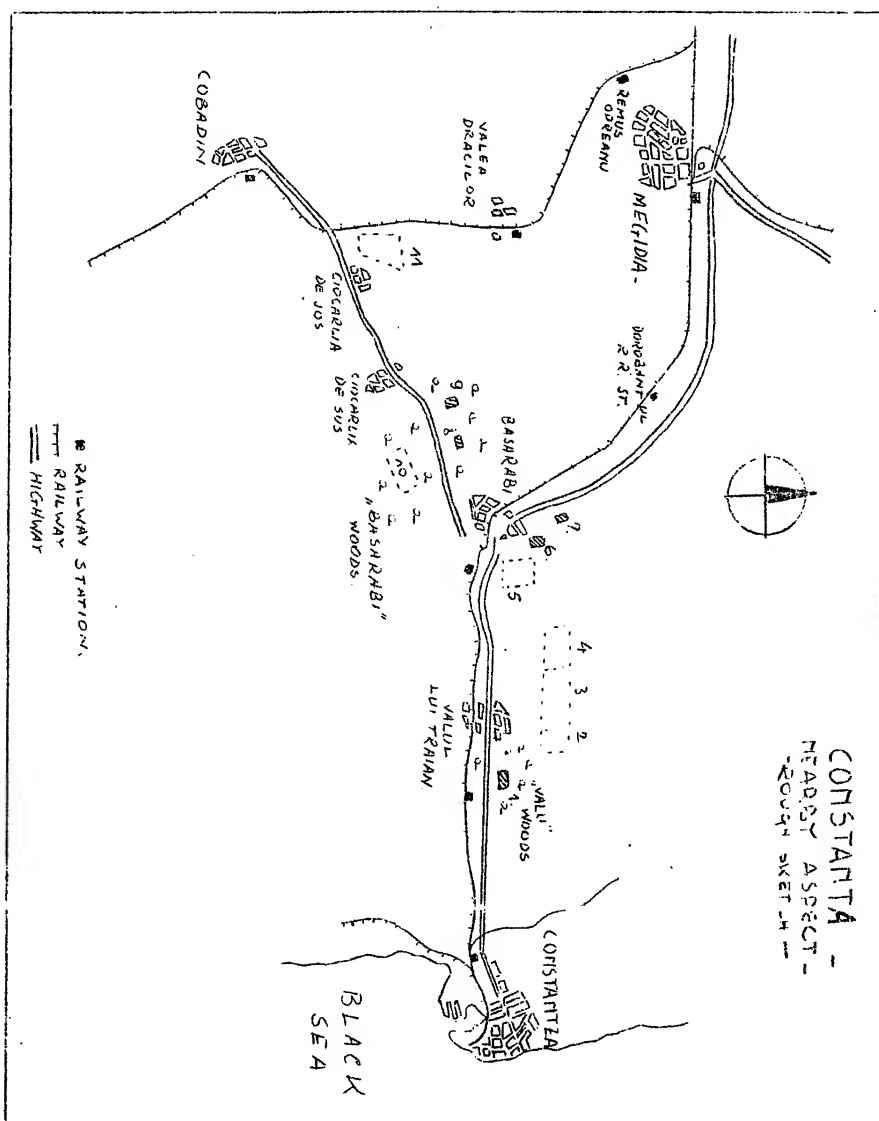 CONSTANTA -
NEARBY ASPECT -
- ROUGH SKETCH -
COBADIN
REMUS
OPREANU
MEGIDIA -
VALEA
DRACILOR
11
CIOCARLIA
DE JOS
DOROBANTUL
R.R. ST.
CIOCARLIA
DE SUS
9
8
10
BASARABI
"BASARABI"
WOODS.
7.
6
5
4
3
2
VALUL
LUI TRAIAN
1.
"VALU"
WOODS
CONSTANTZA
BLACK
SEA
RAILWAY STATION.
RAILWAY
HIGHWAY